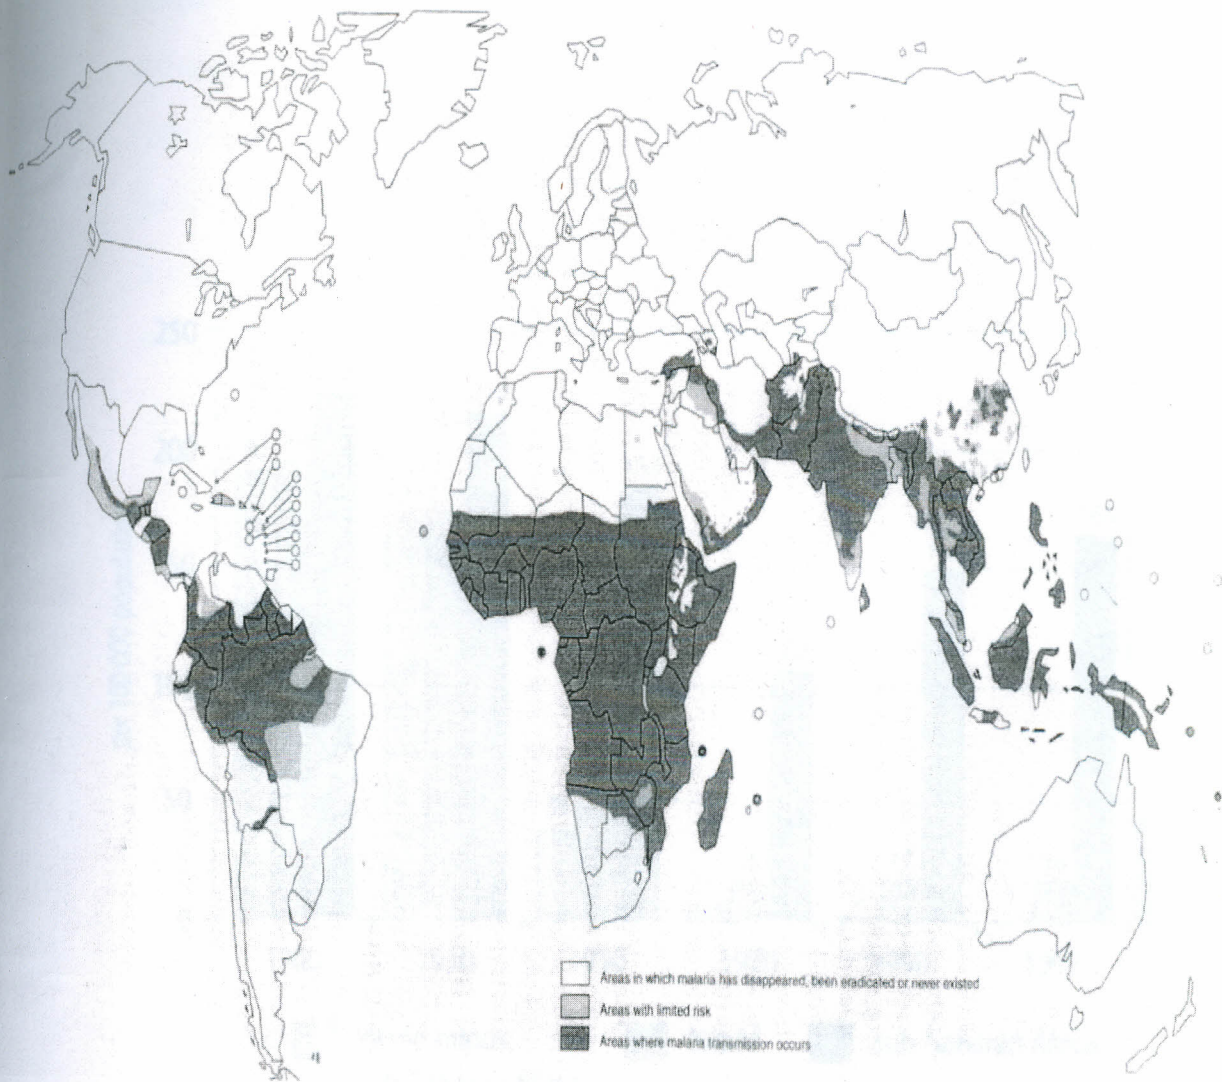 250
Areas in which malaria has disappeared, been eradicated or never existed
Areas with limited risk
Areas where malaria transmission occurs